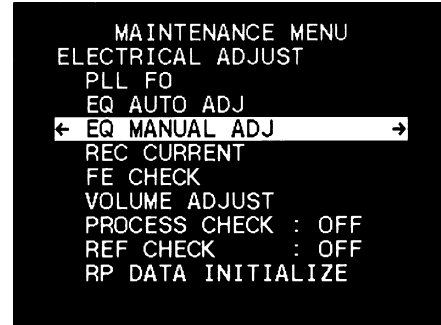 MAINTENANCE MENU
ELECTRICAL ADJUST
PLL FO
EQ AUTO ADJ
← EQ MANUAL ADJ →
REC CURRENT
FE CHECK
VOLUME ADJUST
PROCESS CHECK : OFF
REF CHECK : OFF
RP DATA INITIALIZE